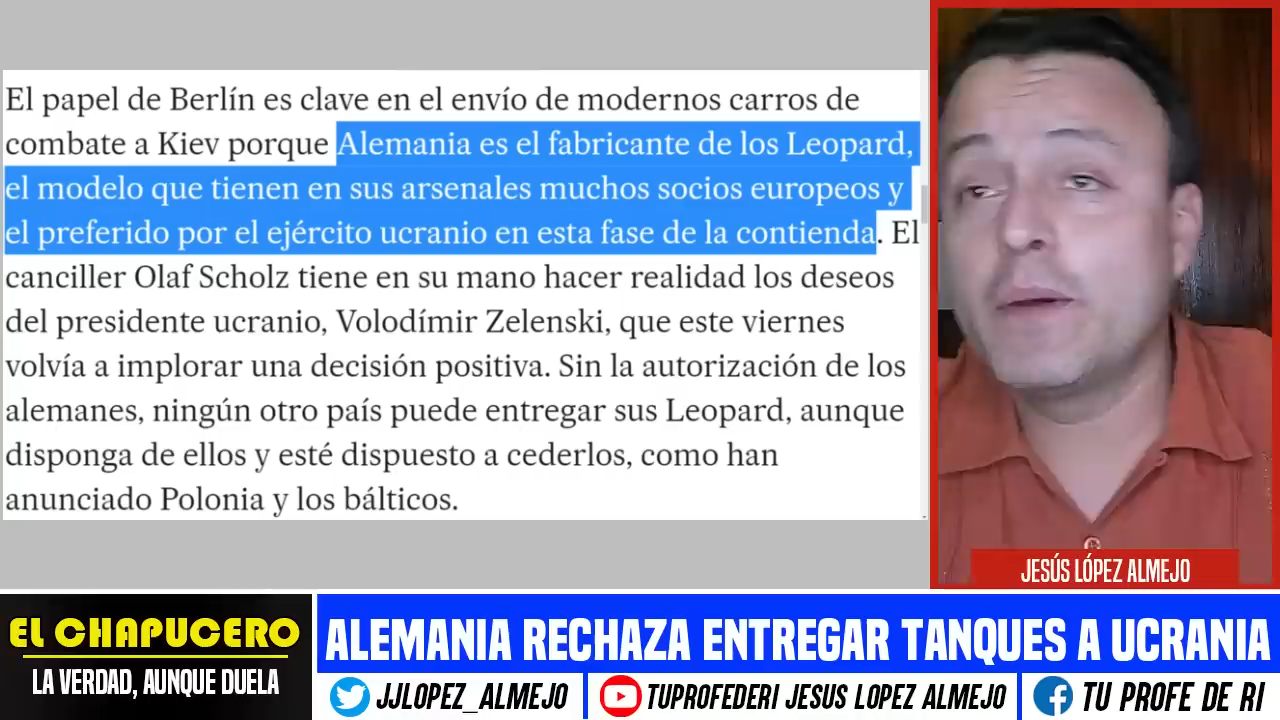 El papel de Berlín es clave en el envío de modernos carros de
combate a Kiev porque Alemania es el fabricante de los Leopard,
el modelo que tienen en sus arsenales muchos socios europeos y
el preferido por el ejército ucranio en esta fase de la contienda. El
canciller Olaf Scholz tiene en su mano hacer realidad los deseos
del presidente ucranio, Volodímir Zelenski, que este viernes
volvía a implorar una decisión positiva. Sin la autorización de los
alemanes, ningún otro país puede entregar sus Leopard, aunque
disponga de ellos y esté dispuesto a cederlos, como han
anunciado Polonia y los bálticos.
JESÚS LÓPEZ ALMEJO
EL CHAPUCERO
LA VERDAD, AUNQUE DUELA
ALEMANIA RECHAZA ENTREGAR TANQUES A UCRANIA
JJLOPEZ_ALMEJO
TUPROFEDERI JESUS LOPEZ ALMEJO
TU PROFE DE RI